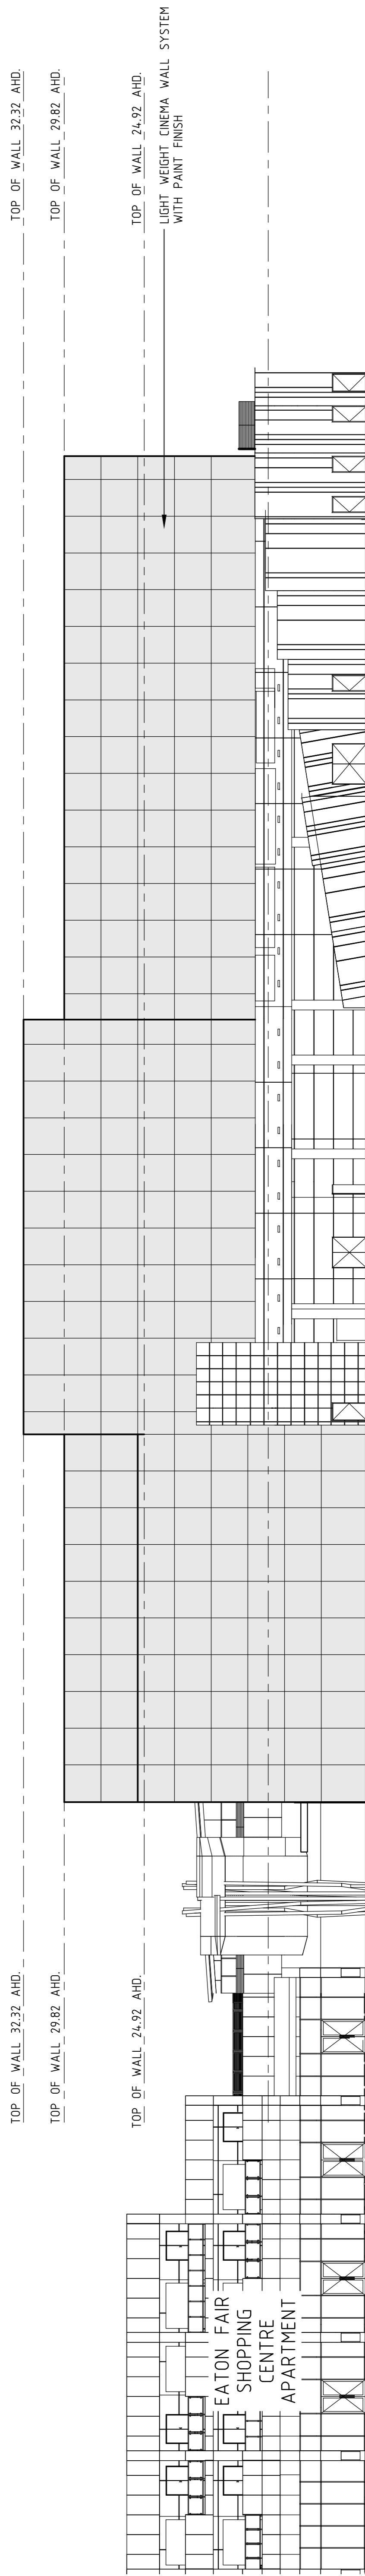 TOP OF WALL 32.32 AHD.
TOP OF WALL 32.32 AHD.
TOP OF WALL 29.82 AHD.
TOP OF WALL 29.82 AHD.
TOP OF WALL 24.92 AHD.
TOP OF WALL 24.92 AHD.
LIGHT WEIGHT CINEMA WALL SYSTEM
WITH PAINT FINISH
EATON FAIR
SHOPPING
CENTRE
APARTMENT